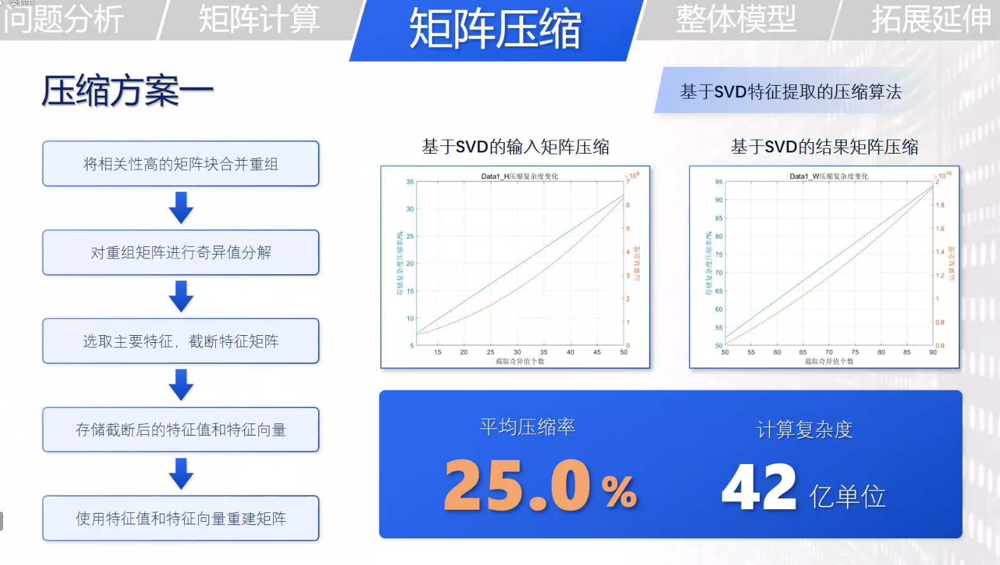 录制中
问题分析
矩阵计算
矩阵压缩
整体模型
拓展延伸
压缩方案一
基于SVD特征提取的压缩算法
将相关性高的矩阵块合并重组
对重组矩阵进行奇异值分解
选取主要特征，截断特征矩阵
存储截断后的特征值和特征向量
使用特征值和特征向量重建矩阵
基于SVD的输入矩阵压缩
Data1_H压缩复杂度变化
×10⁹
存储复杂度压缩率/%
35
30
25
20
15
10
5
7
6
5
4
3
2
1
0
运算复杂度
15 20 25 30 35 40 45 50
截取奇异值个数
基于SVD的结果矩阵压缩
Data1_W压缩复杂度变化
×10¹⁰
存储复杂度压缩率/%
95
90
85
80
75
70
65
60
55
50
2
1.8
1.6
1.4
1.2
1
0.8
0.6
运算复杂度
50 55 60 65 70 75 80 85 90
截取奇异值个数
平均压缩率
25.0 %
计算复杂度
42 亿单位